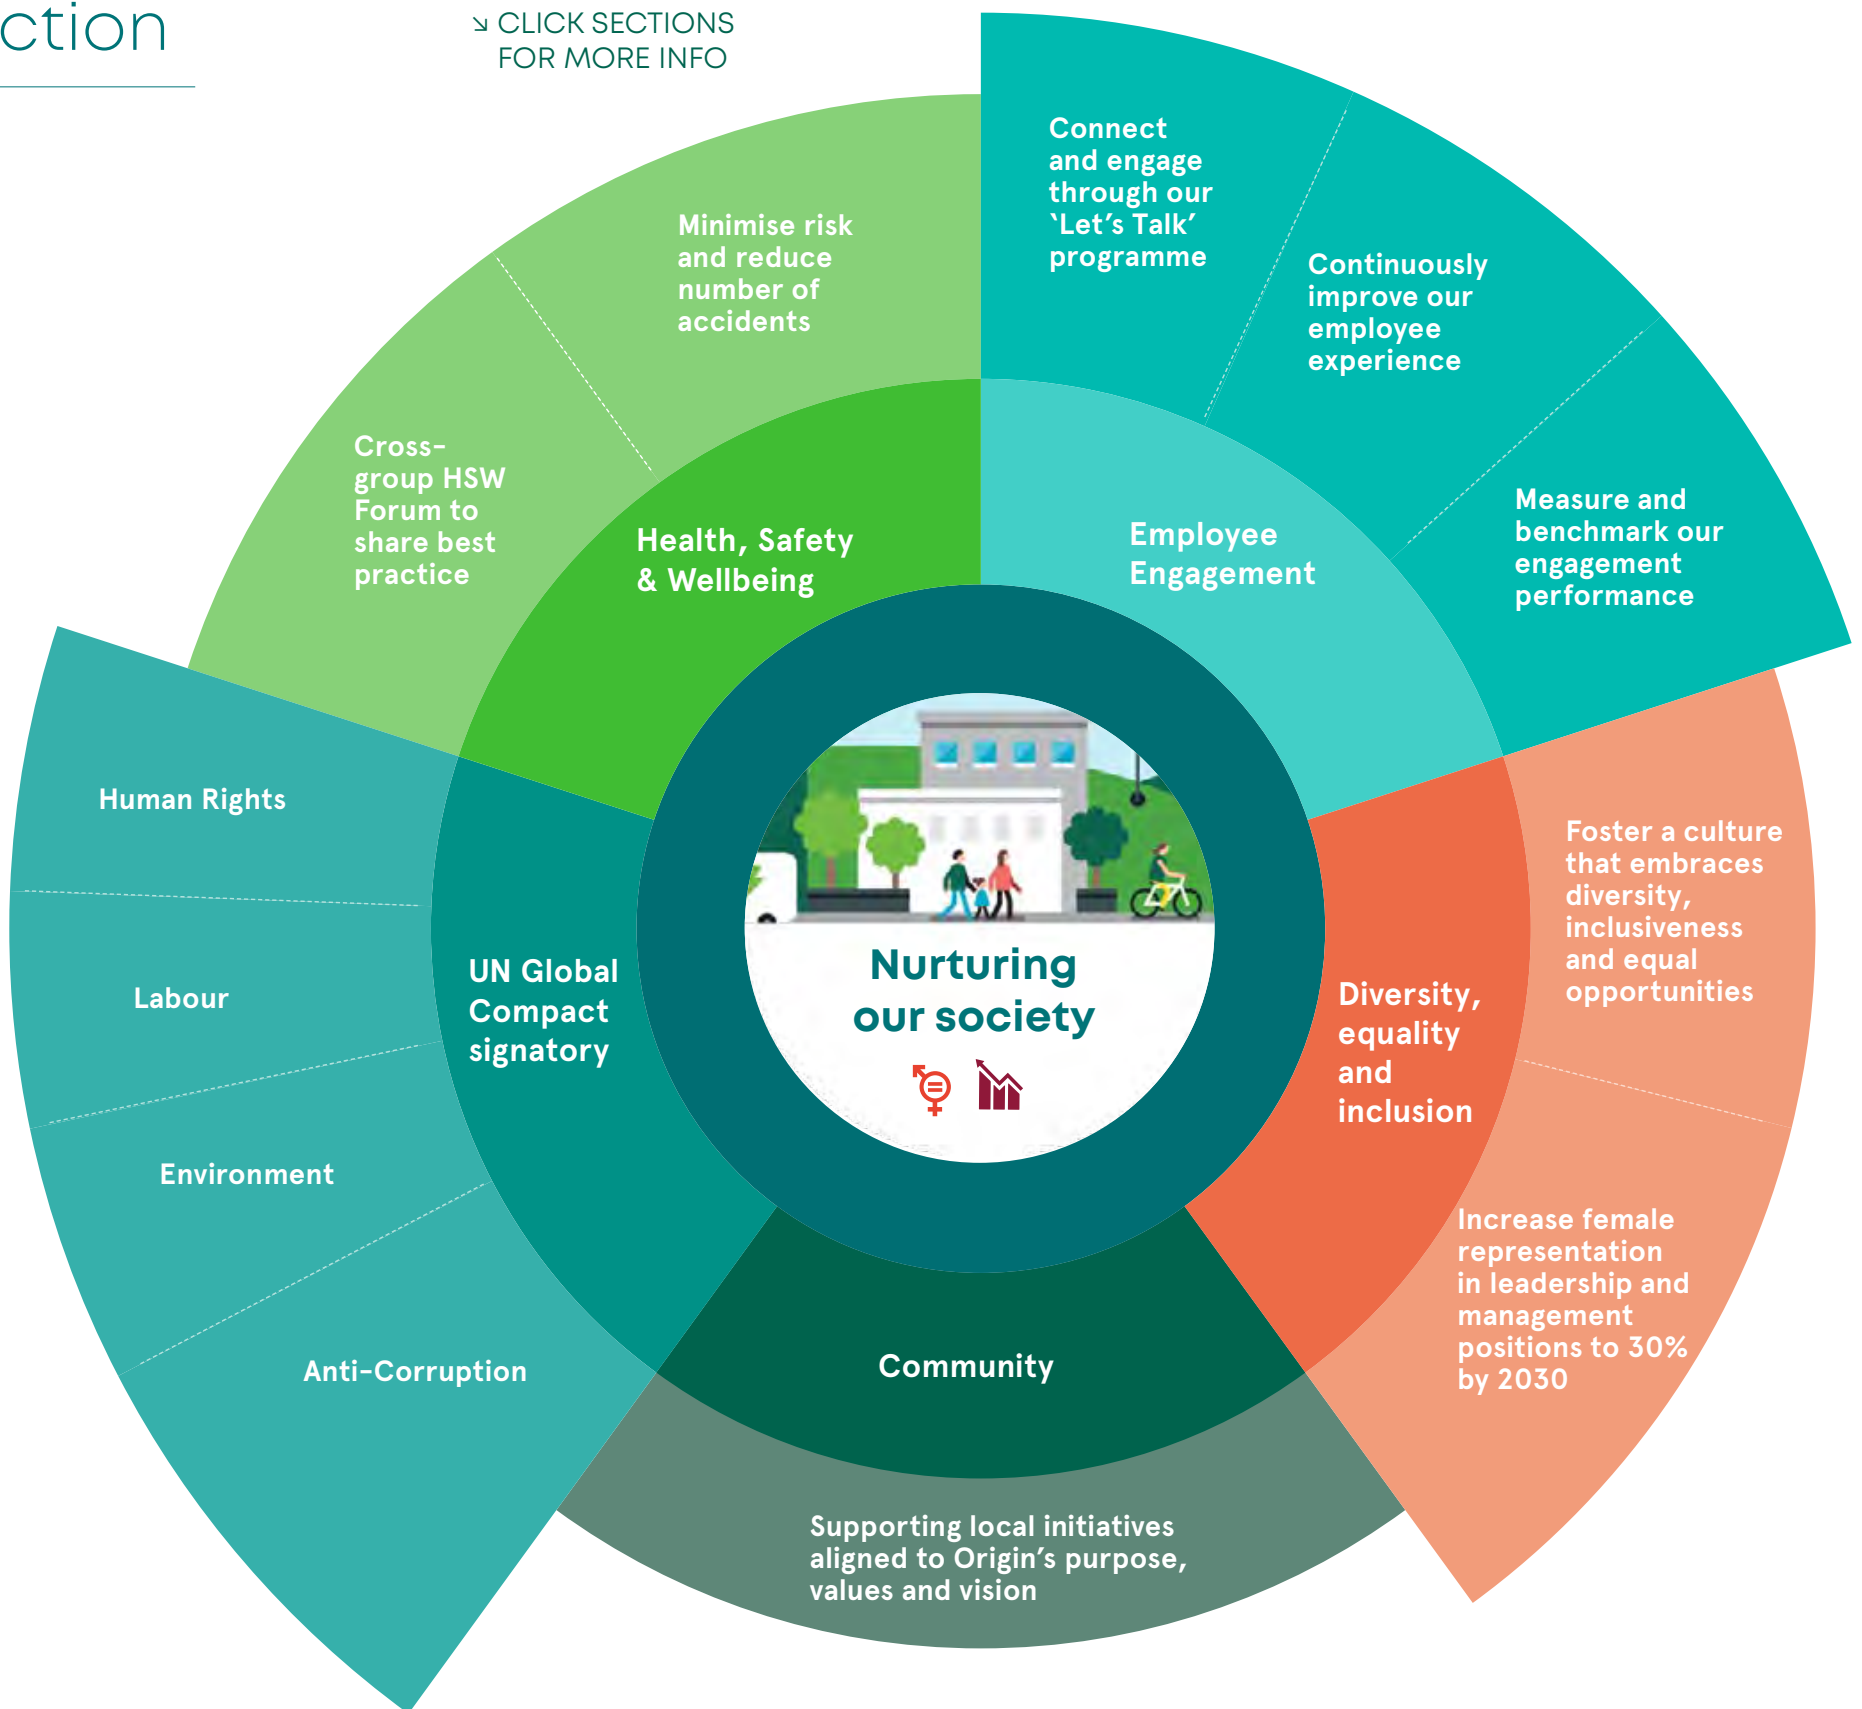 ction
CLICK SECTIONS
FOR MORE INFO
Connect
and engage
through our
‘Let’s Talk’
programme
Continuously
improve our
employee
experience
Measure and
benchmark our
engagement
performance
Minimise risk
and reduce
number of
accidents
Cross-
group HSW
Forum to
share best
practice
Health, Safety
& Wellbeing
Employee
Engagement
Human Rights
Labour
Environment
Anti-Corruption
UN Global
Compact
signatory
Nurturing
our society
Diversity,
equality
and
inclusion
Foster a culture
that embraces
diversity,
inclusiveness
and equal
opportunities
Increase female
representation
in leadership and
management
positions to 30%
by 2030
Community
Supporting local initiatives
aligned to Origin’s purpose,
values and vision